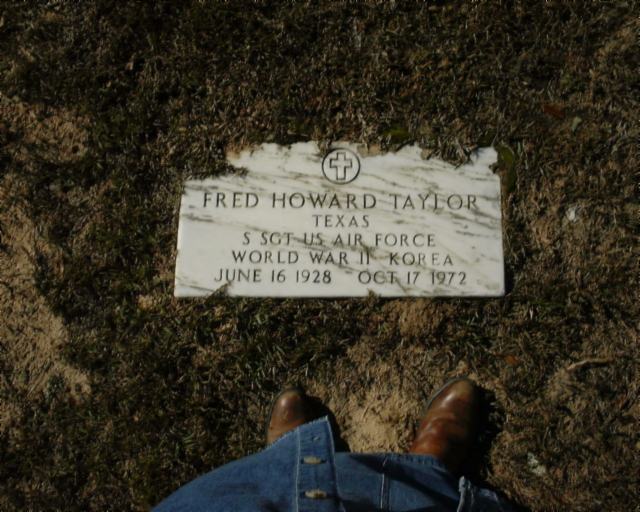 FRED HOWARD TAYLOR
TEXAS
S SGT US AIR FORCE
WORLD WAR II KOREA
JUNE 16 1928 OCT 17 1972